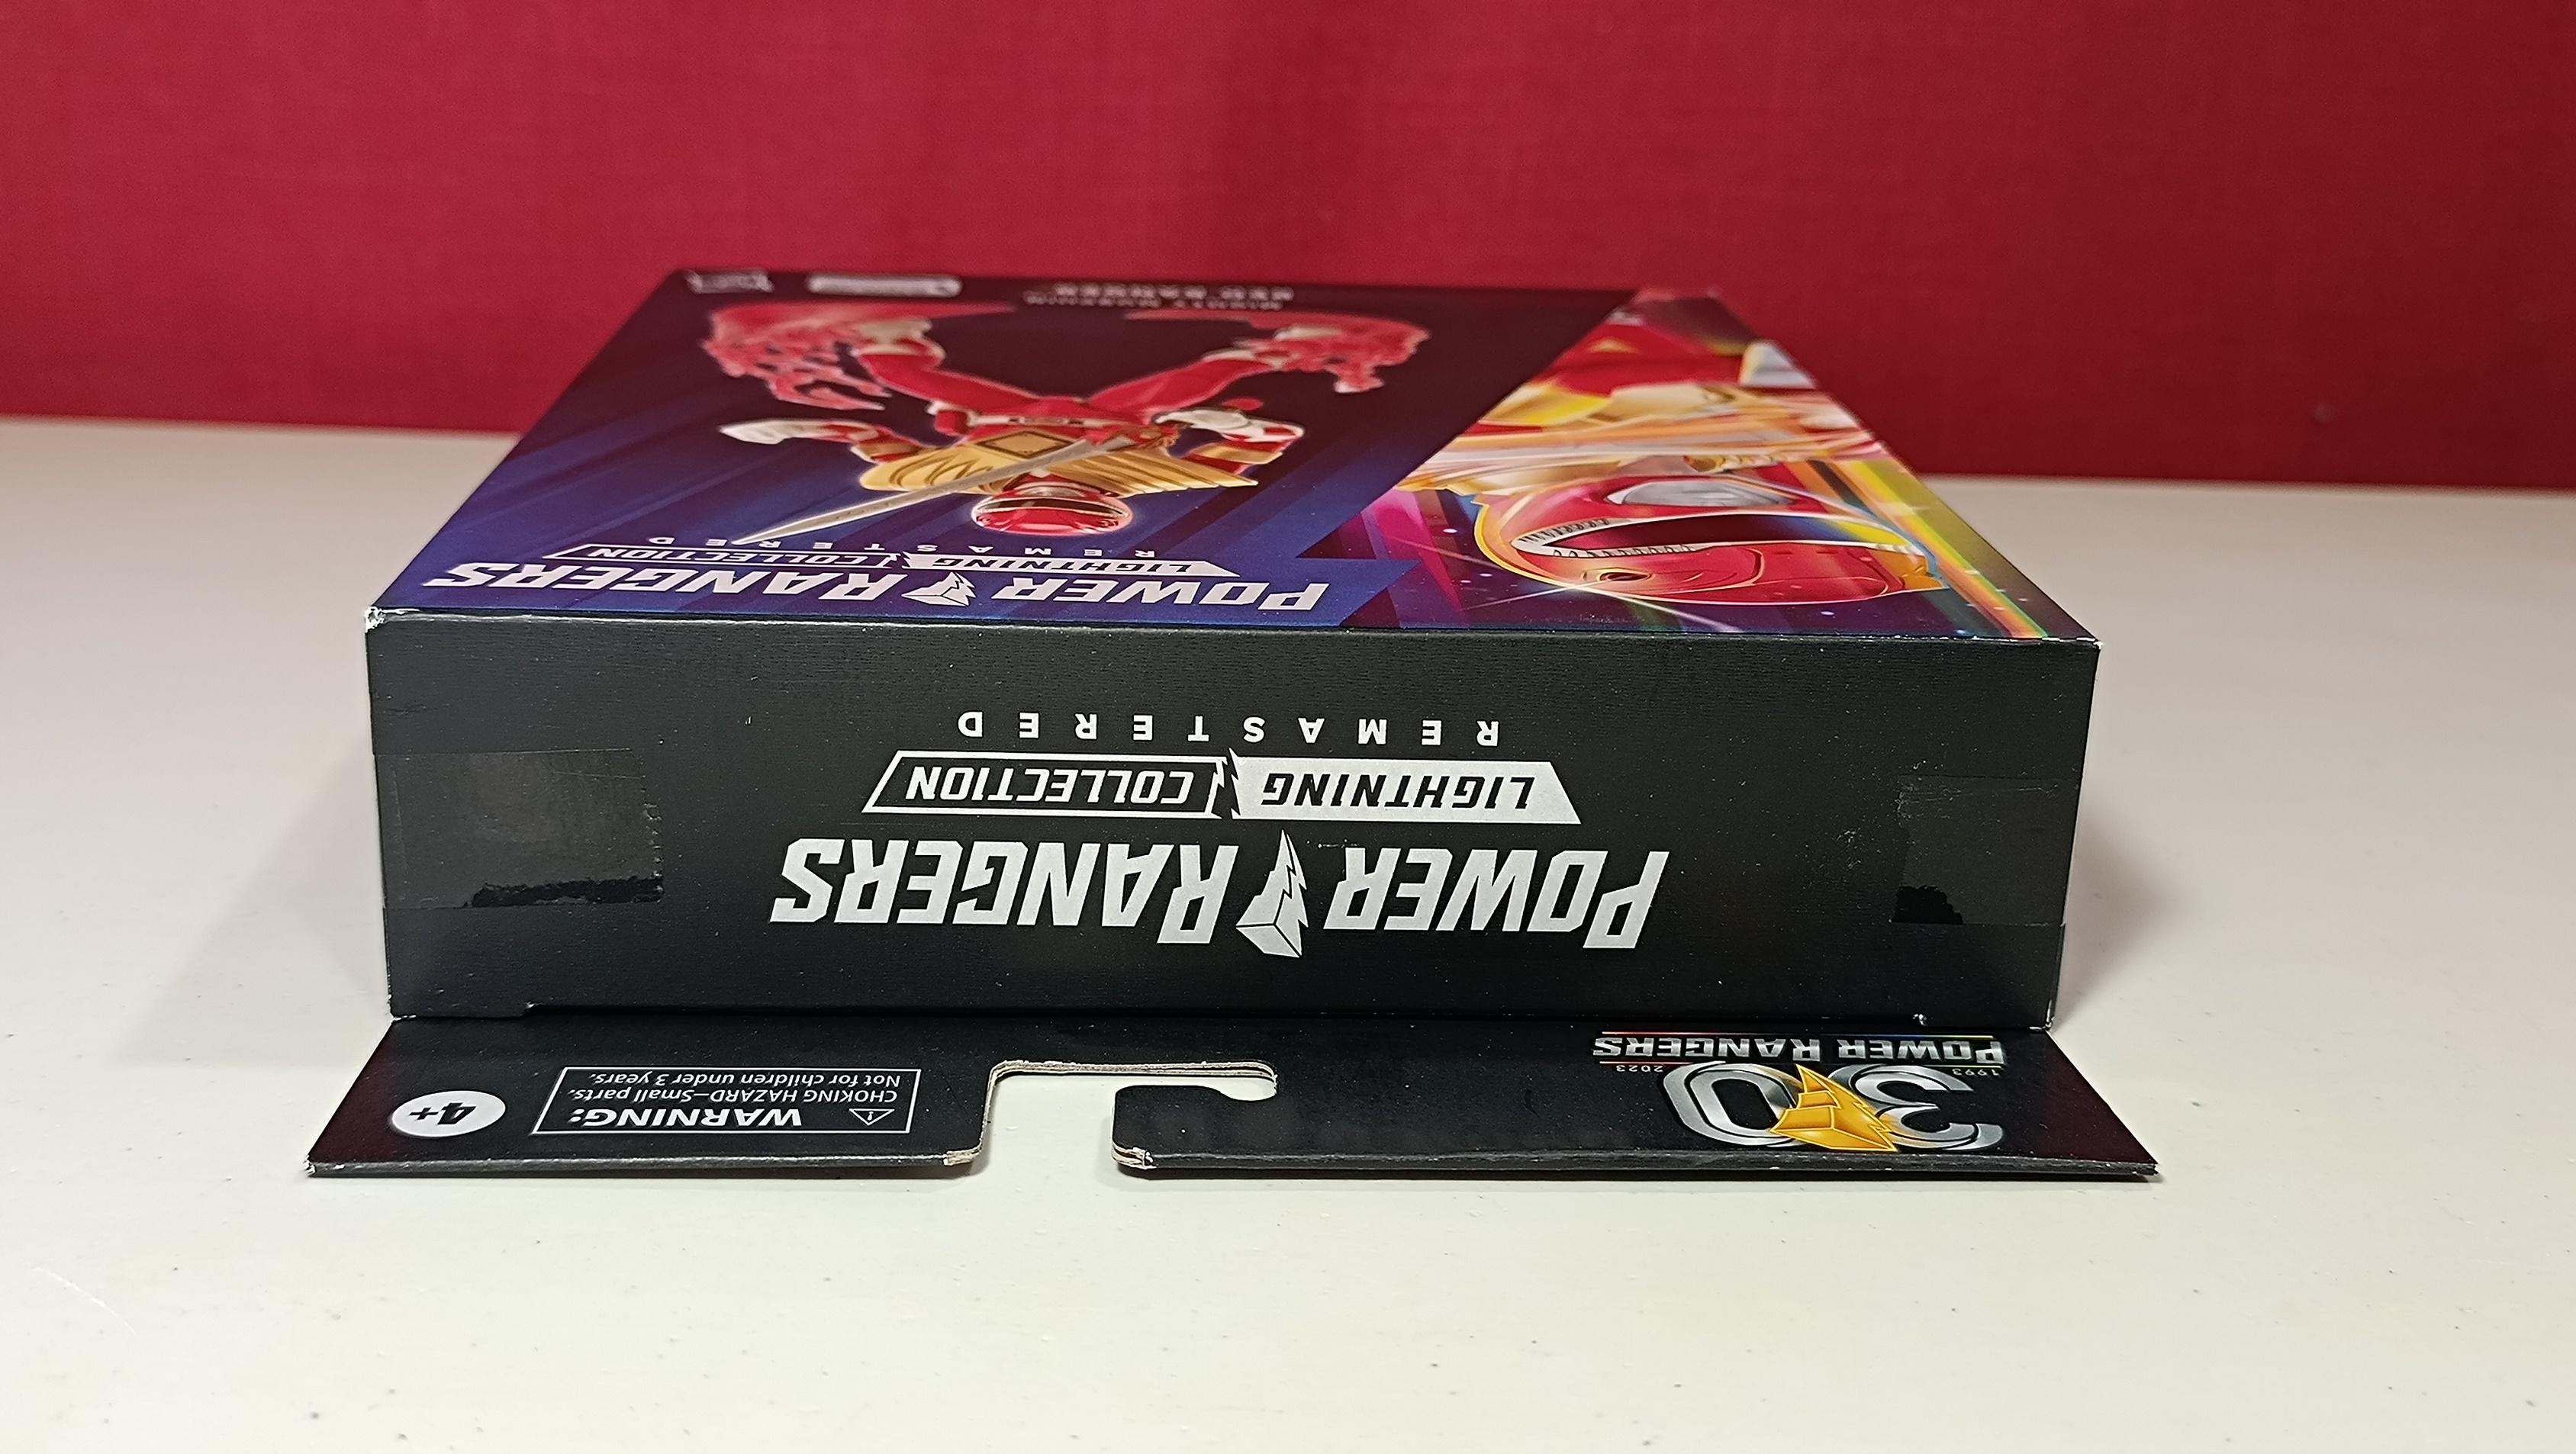 30
1993
2023
POWER RANGERS
WARNING:
CHOKING HAZARD—Small parts.
Not for children under 3 years.
4+
POWER RANGERS
LIGHTNING COLLECTION
REMASTERED
POWER RANGERS
LIGHTNING COLLECTION
REMASTERED
MIGHTY MORPHIN
RED RANGER